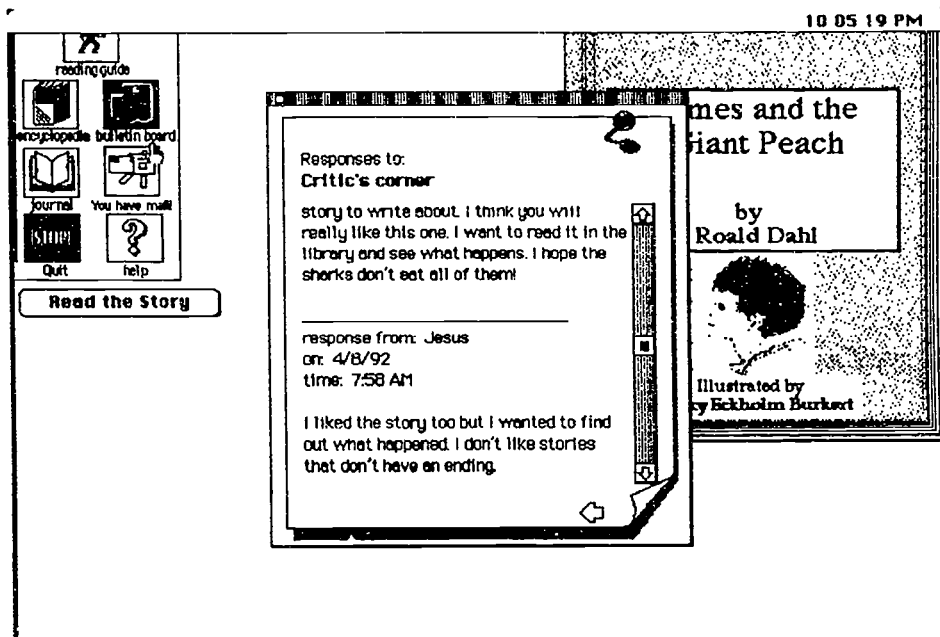 10 05 19 PM
reading guide
encyclopedia bulletin board
journal You have mail!
STOP!
Quit help
Read the Story
Responses to:
Critic's corner
story to write about. I think you will
really like this one. I want to read it in the
library and see what happens. I hope the
sharks don't eat all of them!
response from: Jesus
on: 4/8/92
time: 7:58 AM
I liked the story too but I wanted to find
out what happened. I don't like stories
that don't have an ending.
mes and the
iant Peach
by
Roald Dahl
Illustrated by
cy Eckholm Burkert